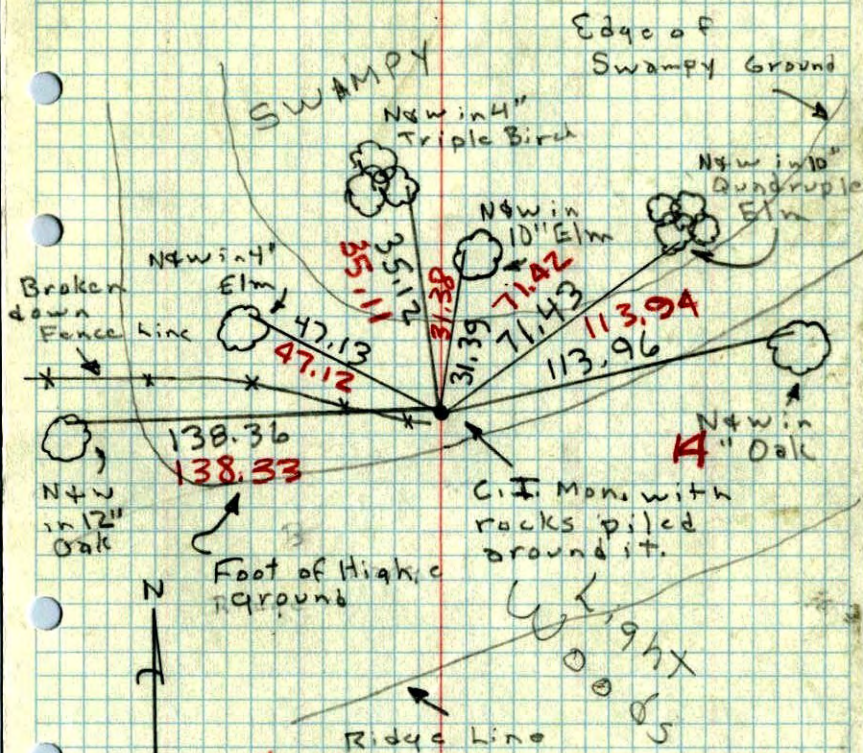 Edge of
Swampy Ground
SWAMPY
N&W in 4"
Triple Birch
N&W in 10"
Quadruple
Elm
N&W in
10" Elm
N&W in 4"
Elm
Broken
down
Fence Line
35.12
35.11
31.38
31.39
71.42
71.43
113.94
113.96
47.13
47.12
138.36
138.33
N&W
in 12"
Oak
N&W in
14" Oak
C.I. Mon. with
rocks piled
around it.
Foot of High
ground
N
Light
Woods
Ridge Line